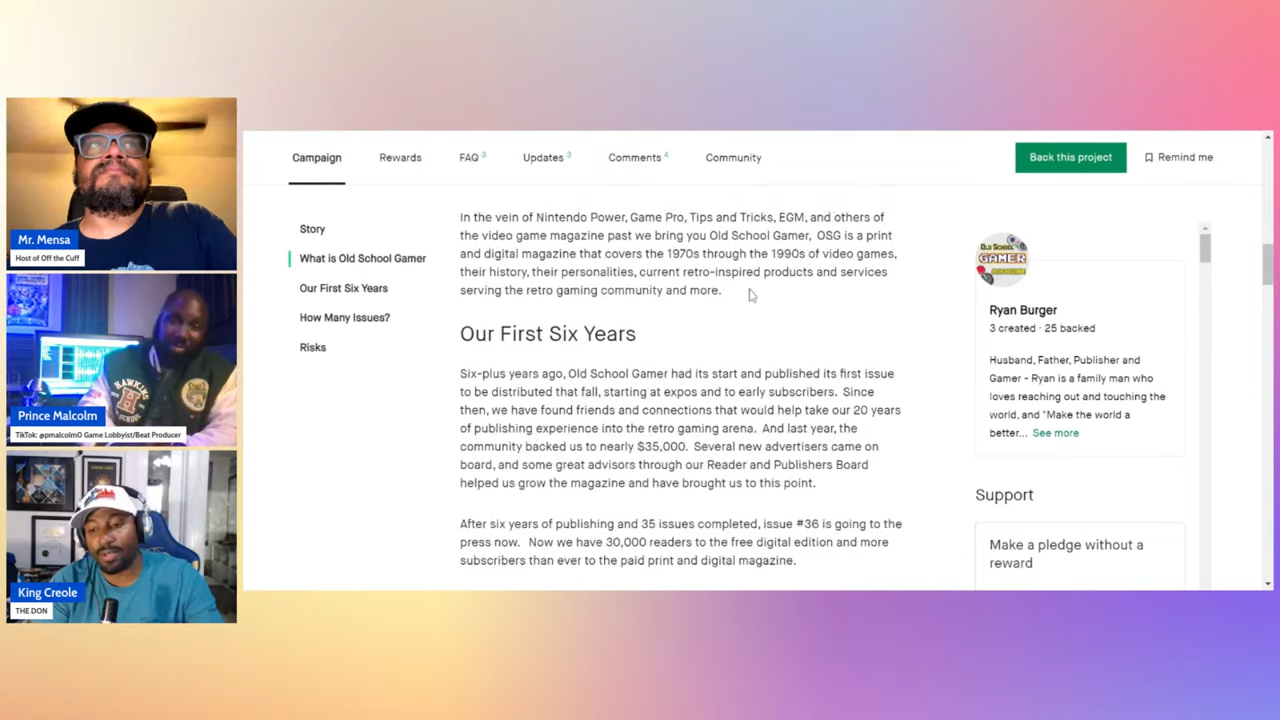 Mr. Mensa
Host of Off the Cuff
HAWKINS
H
SCHOOL
Prince Malcolm
TikTok: @pmalcolm0 Game Lobbyist/Beat Producer
King Creole
THE DON
Campaign
Rewards
FAQ 3
Updates 3
Comments 4
Community
Back this project
Remind me
Story
What is Old School Gamer
Our First Six Years
How Many Issues?
Risks
In the vein of Nintendo Power, Game Pro, Tips and Tricks, EGM, and others of
the video game magazine past we bring you Old School Gamer, OSG is a print
and digital magazine that covers the 1970s through the 1990s of video games,
their history, their personalities, current retro-inspired products and services
serving the retro gaming community and more.
Our First Six Years
Six-plus years ago, Old School Gamer had its start and published its first issue
to be distributed that fall, starting at expos and to early subscribers. Since
then, we have found friends and connections that would help take our 20 years
of publishing experience into the retro gaming arena. And last year, the
community backed us to nearly $35,000. Several new advertisers came on
board, and some great advisors through our Reader and Publishers Board
helped us grow the magazine and have brought us to this point.
After six years of publishing and 35 issues completed, issue #36 is going to the
press now. Now we have 30,000 readers to the free digital edition and more
subscribers than ever to the paid print and digital magazine.
OLD SCHOOL
GAMER
MAGAZINE
Ryan Burger
3 created · 25 backed
Husband, Father, Publisher and
Gamer - Ryan is a family man who
loves reaching out and touching the
world, and "Make the world a
better... See more
Support
Make a pledge without a
reward